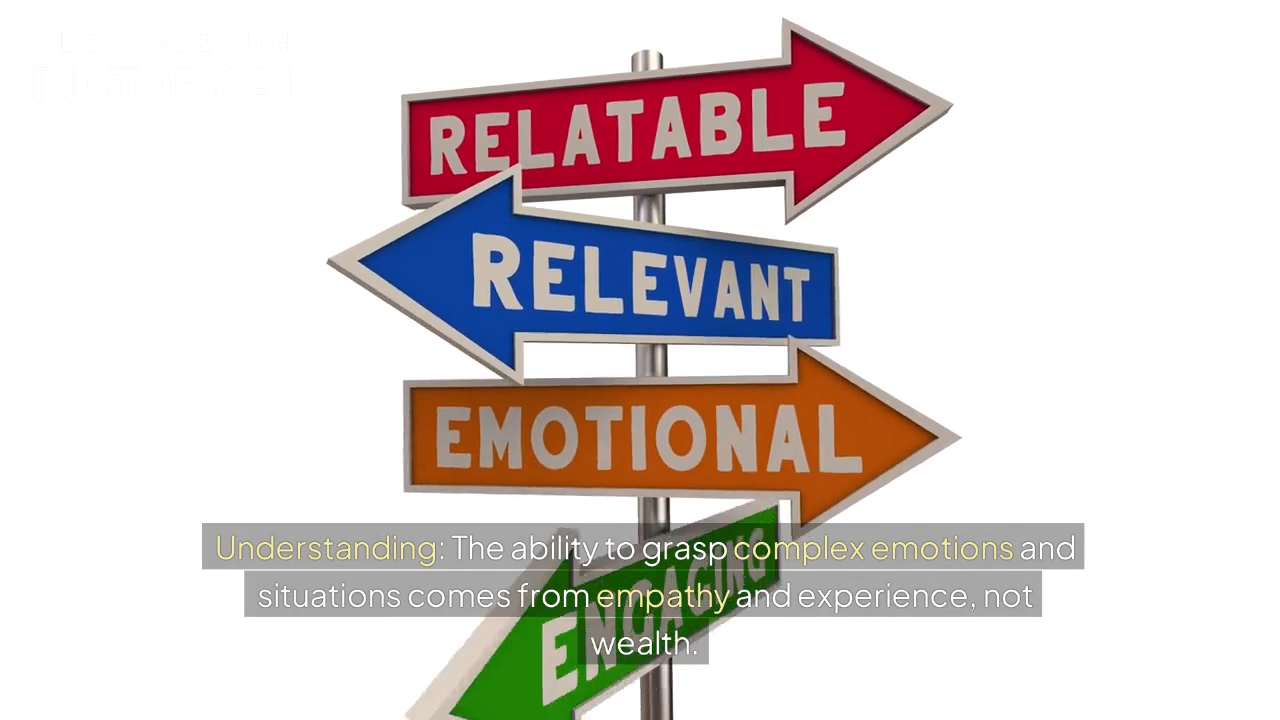 RELATABLE
RELEVANT
EMOTIONAL
ENGAGING
Understanding: The ability to grasp complex emotions and
situations comes from empathy and experience, not
wealth.